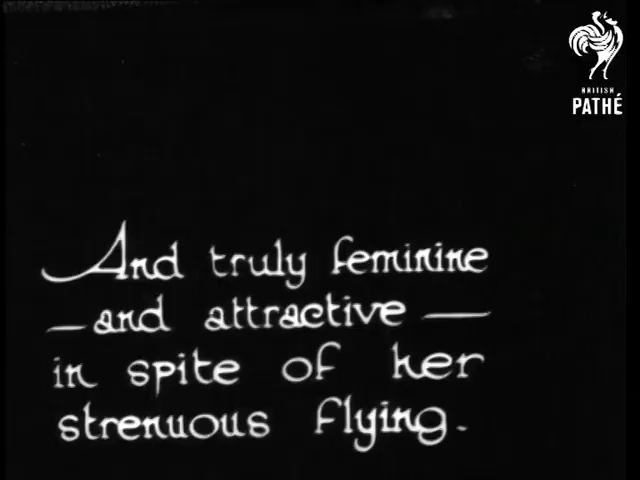 BRITISH
PATHÉ
And truly feminine
— and attractive —
in spite of her
strenuous flying.